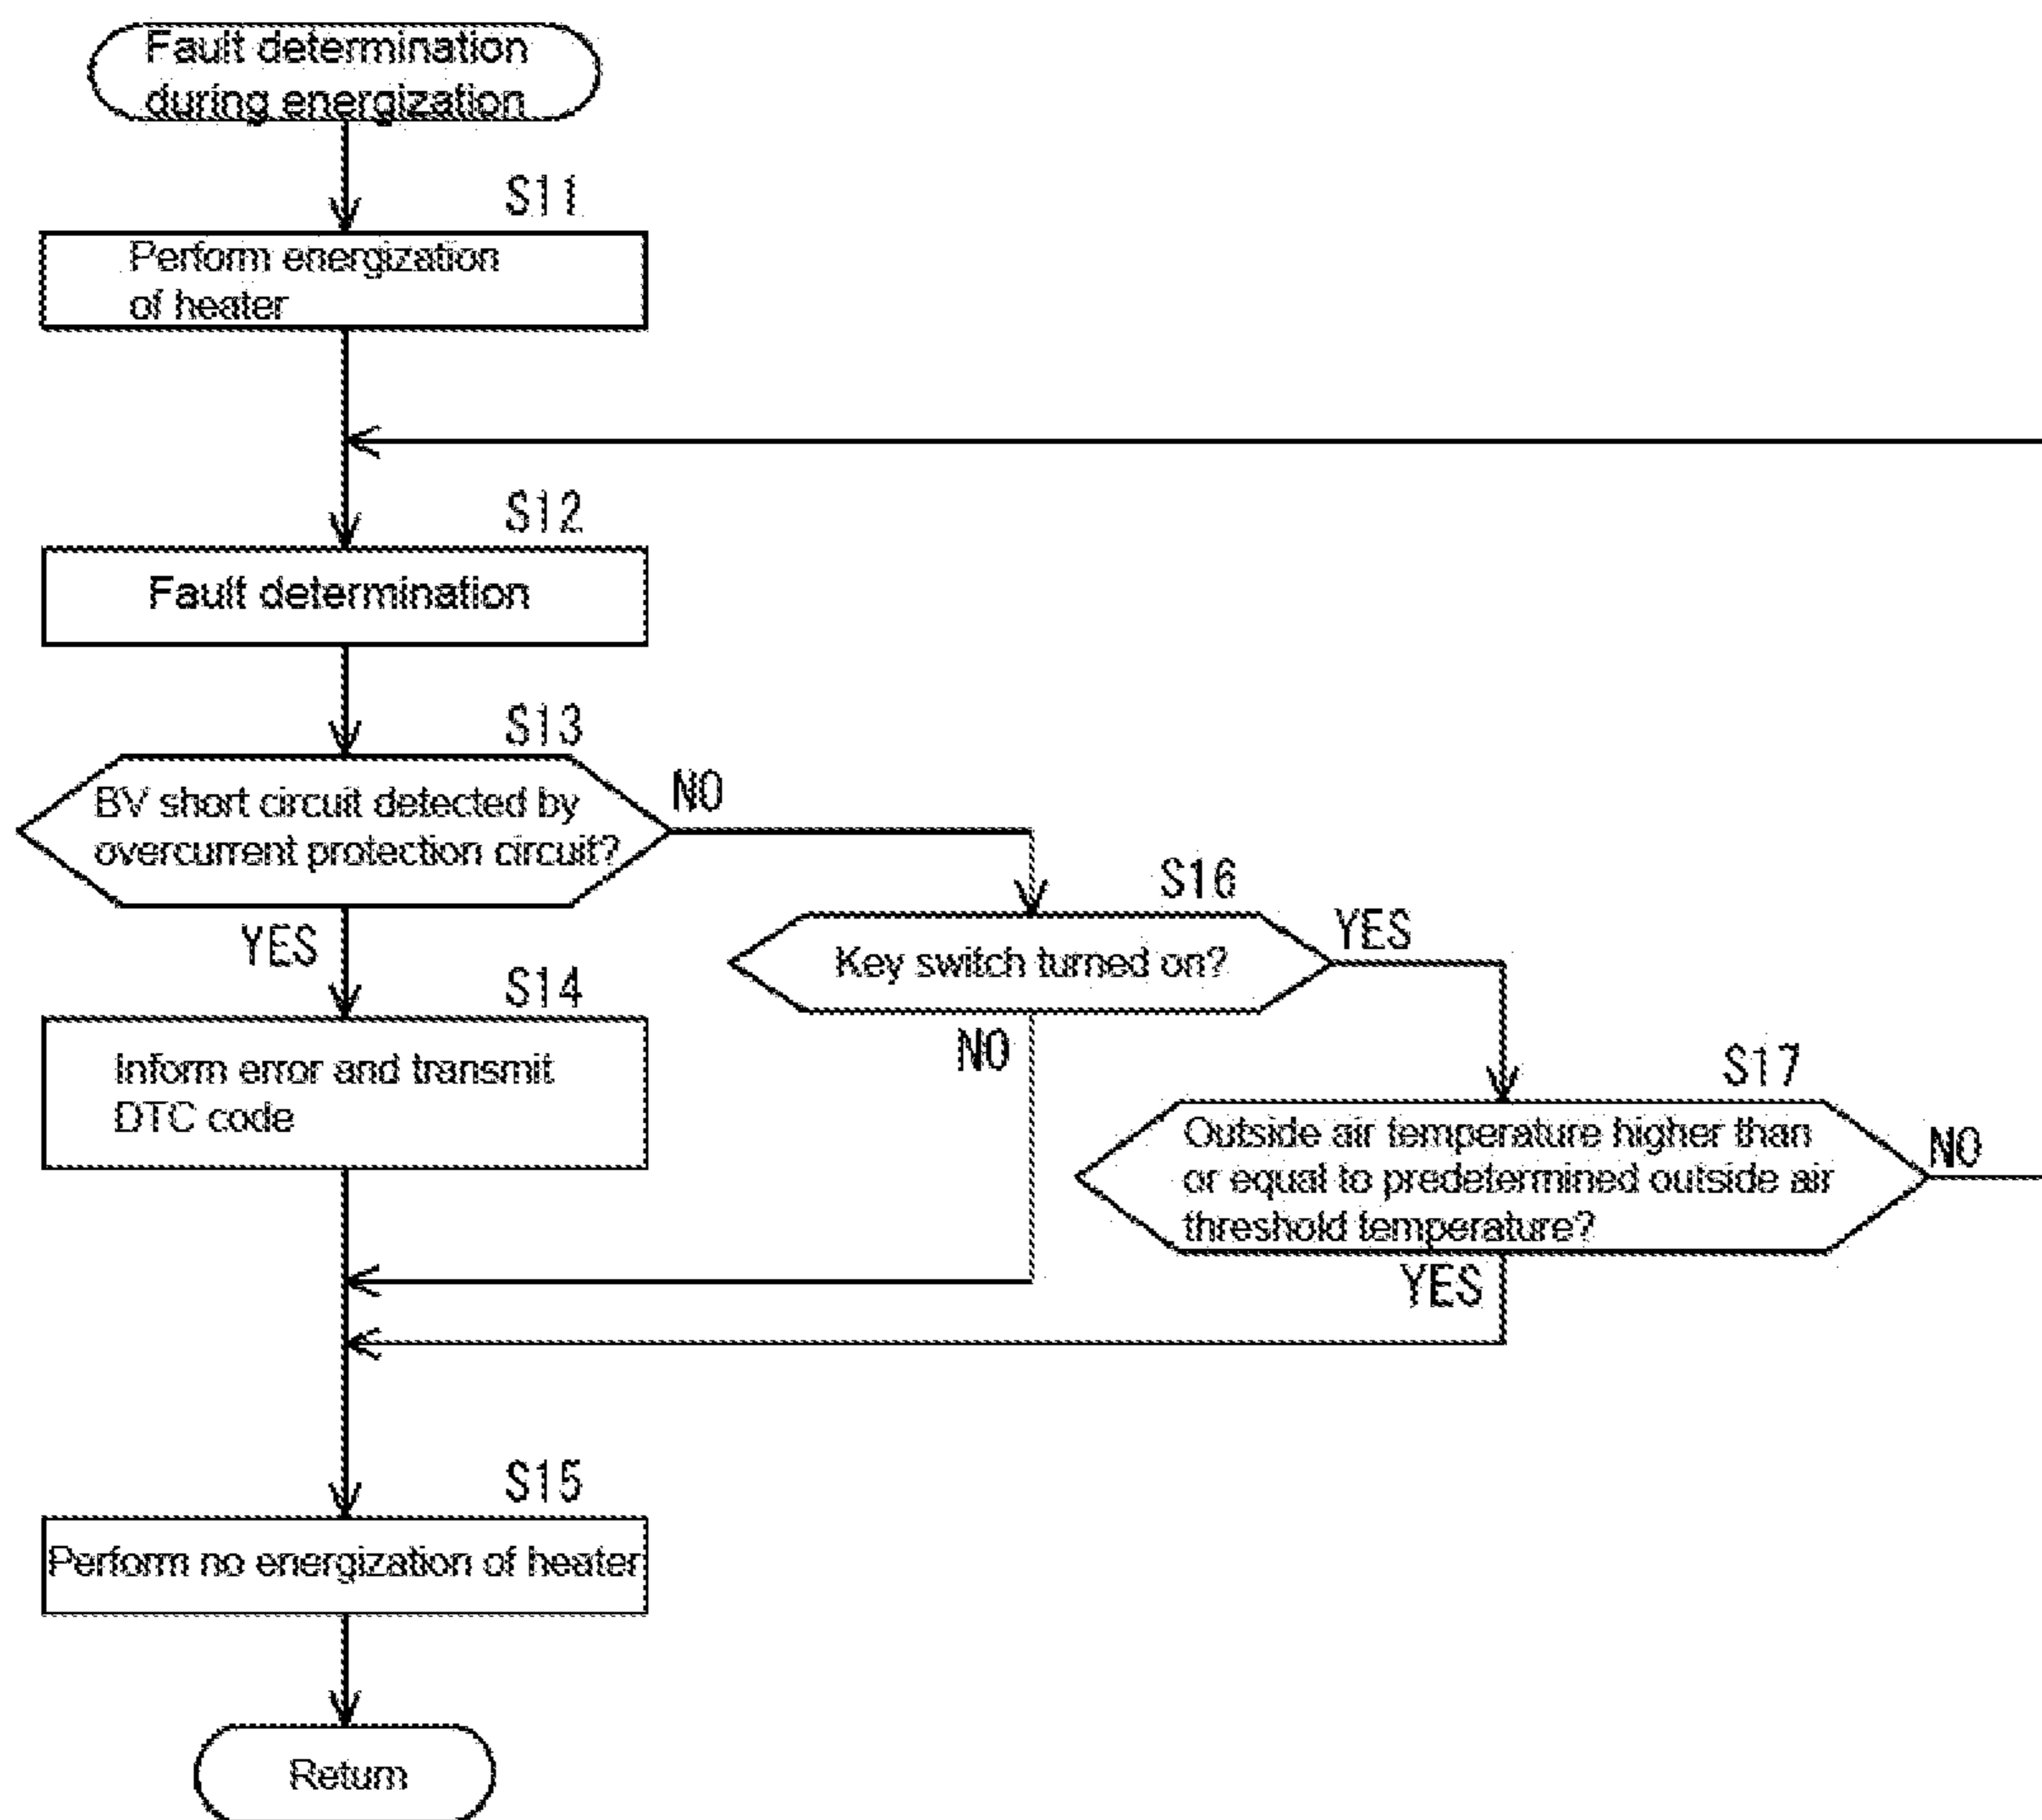 Fault determination
during energization
S11
Perform energization
of heater
S12
Fault determination
S13
BV short circuit detected by
overcurrent protection circuit?
NO
YES
S16
Key switch turned on?
YES
NO
S14
Inform error and transmit
DTC code
S17
Outside air temperature higher than
or equal to predetermined outside air
threshold temperature?
NO
YES
S15
Perform no energization of heater
Return